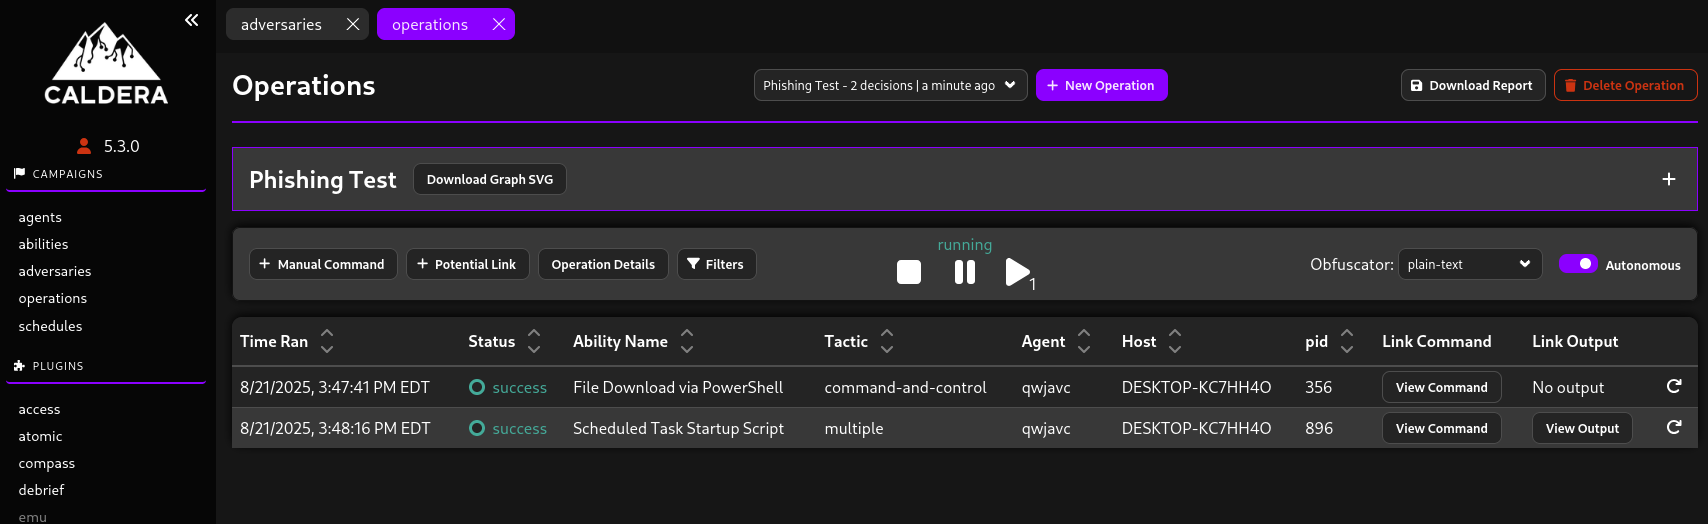 adversaries operations
CALDERA
Operations Phishing Test - 2 decisions | a minute ago New Operation Download Report Delete Operation
5.3.0
CAMPAIGNS
agents
abilities
adversaries
operations
schedules
PLUGINS
access
atomic
compass
debrief
emu
Phishing Test Download Graph SVG
running
Manual Command Potential Link Operation Details Filters 1 Obfuscator: plain-text Autonomous
Time Ran Status Ability Name Tactic Agent Host pid Link Command Link Output
8/21/2025, 3:47:41 PM EDT success File Download via PowerShell command-and-control qwjavc DESKTOP-KC7HH4O 356 View Command No output
8/21/2025, 3:48:16 PM EDT success Scheduled Task Startup Script multiple qwjavc DESKTOP-KC7HH4O 896 View Command View Output